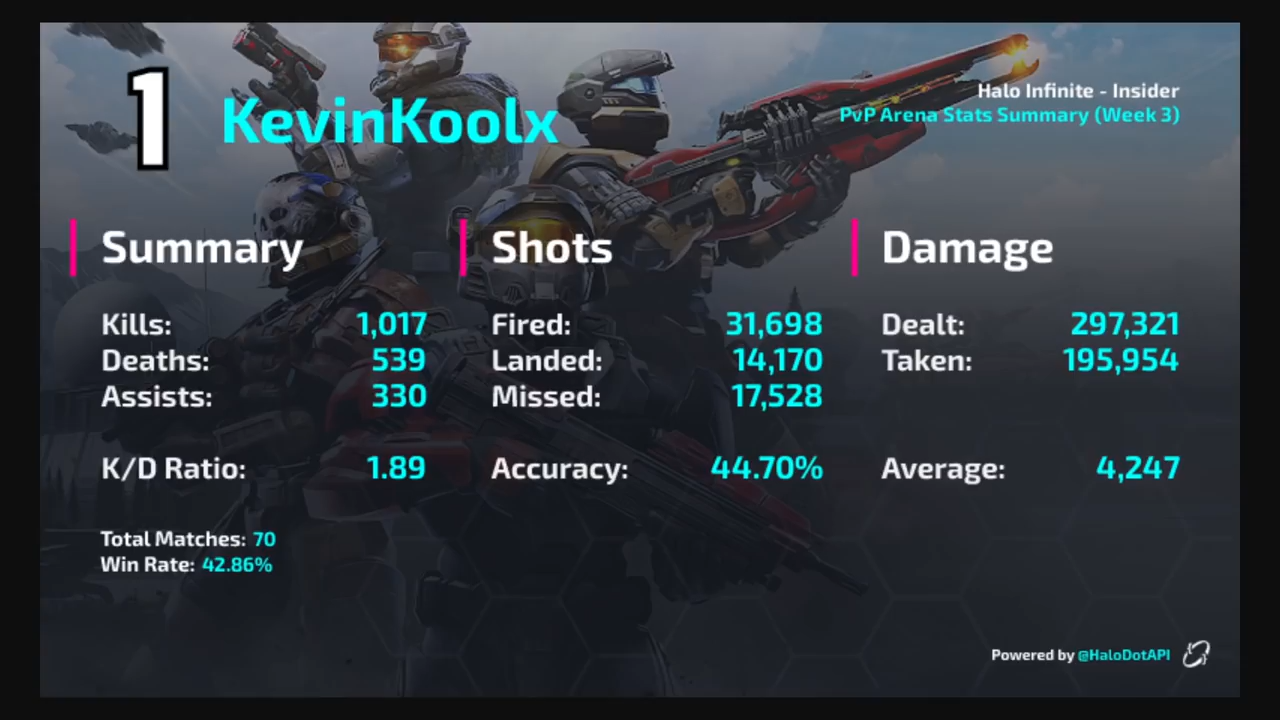 1
KevinKoolx
Halo Infinite - Insider
PvP Arena Stats Summary (Week 3)
Summary
Kills: 1,017
Deaths: 539
Assists: 330
K/D Ratio: 1.89
Total Matches: 70
Win Rate: 42.86%
Shots
Fired: 31,698
Landed: 14,170
Missed: 17,528
Accuracy: 44.70%
Damage
Dealt: 297,321
Taken: 195,954
Average: 4,247
Powered by @HaloDotAPI